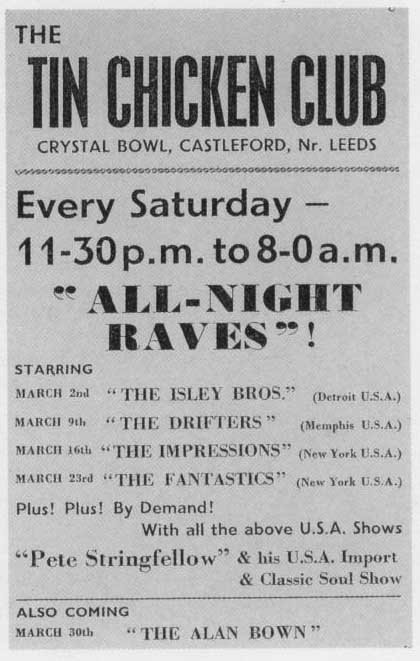 THE
TIN CHICKEN CLUB
CRYSTAL BOWL, CASTLEFORD, Nr. LEEDS
Every Saturday –
11-30p.m. to 8-0a.m.
“ ALL-NIGHT
RAVES”!
STARRING
MARCH 2nd “THE ISLEY BROS.” (Detroit U.S.A.)
MARCH 9th “THE DRIFTERS” (Memphis U.S.A.)
MARCH 16th “THE IMPRESSIONS” (New York U.S.A.)
MARCH 23rd “THE FANTASTICS” (New York U.S.A.)
Plus! Plus! By Demand!
With all the above U.S.A. Shows
“Pete Stringfellow” & his U.S.A. Import
& Classic Soul Show
ALSO COMING
MARCH 30th “THE ALAN BOWN”